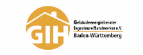 GIH
Gebäudeenergieberater
Ingenieure Handwerker e.V.
Baden-Württemberg